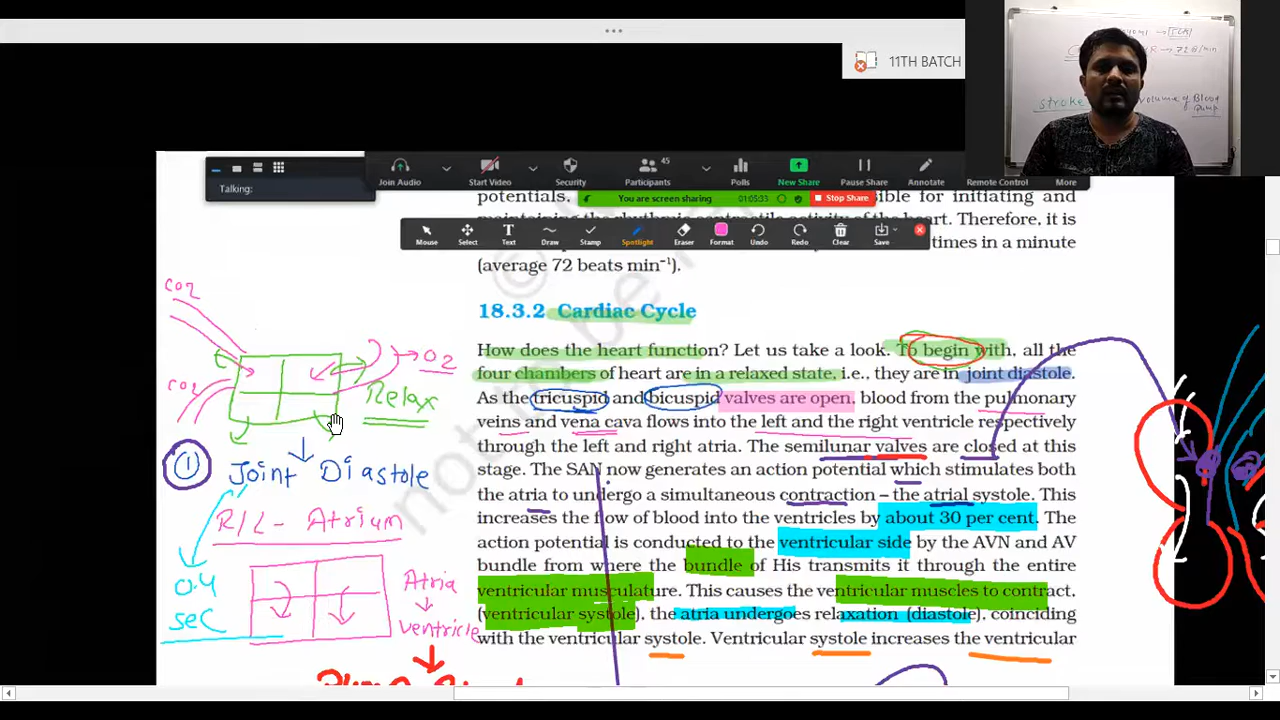 11TH BATCH
72 B/min
stroke
volume of Blood
Pump
45
Join Audio Start Video Security Participants Polls New Share Pause Share Annotate Remote Control More
Talking:
You are screen sharing 01:05:33 Stop Share
potentials.
sible for initiating and
Therefore, it is
Mouse Select Text Draw Stamp Spotlight Eraser Format Undo Redo Clear Save
times in a minute
(average 72 beats min⁻¹).
18.3.2 Cardiac Cycle
How does the heart function? Let us take a look. To begin with, all the
four chambers of heart are in a relaxed state, i.e., they are in joint diastole.
As the tricuspid and bicuspid valves are open, blood from the pulmonary
veins and vena cava flows into the left and the right ventricle respectively
through the left and right atria. The semilunar valves are closed at this
stage. The SAN now generates an action potential which stimulates both
the atria to undergo a simultaneous contraction – the atrial systole. This
increases the flow of blood into the ventricles by about 30 per cent. The
action potential is conducted to the ventricular side by the AVN and AV
bundle from where the bundle of His transmits it through the entire
ventricular musculature. This causes the ventricular muscles to contract,
(ventricular systole), the atria undergoes relaxation (diastole), coinciding
with the ventricular systole. Ventricular systole increases the ventricular
CO2
O2
CO2
Relax
1 Joint Diastole
R/L - Atrium
0.4
sec
Atria
ventricle